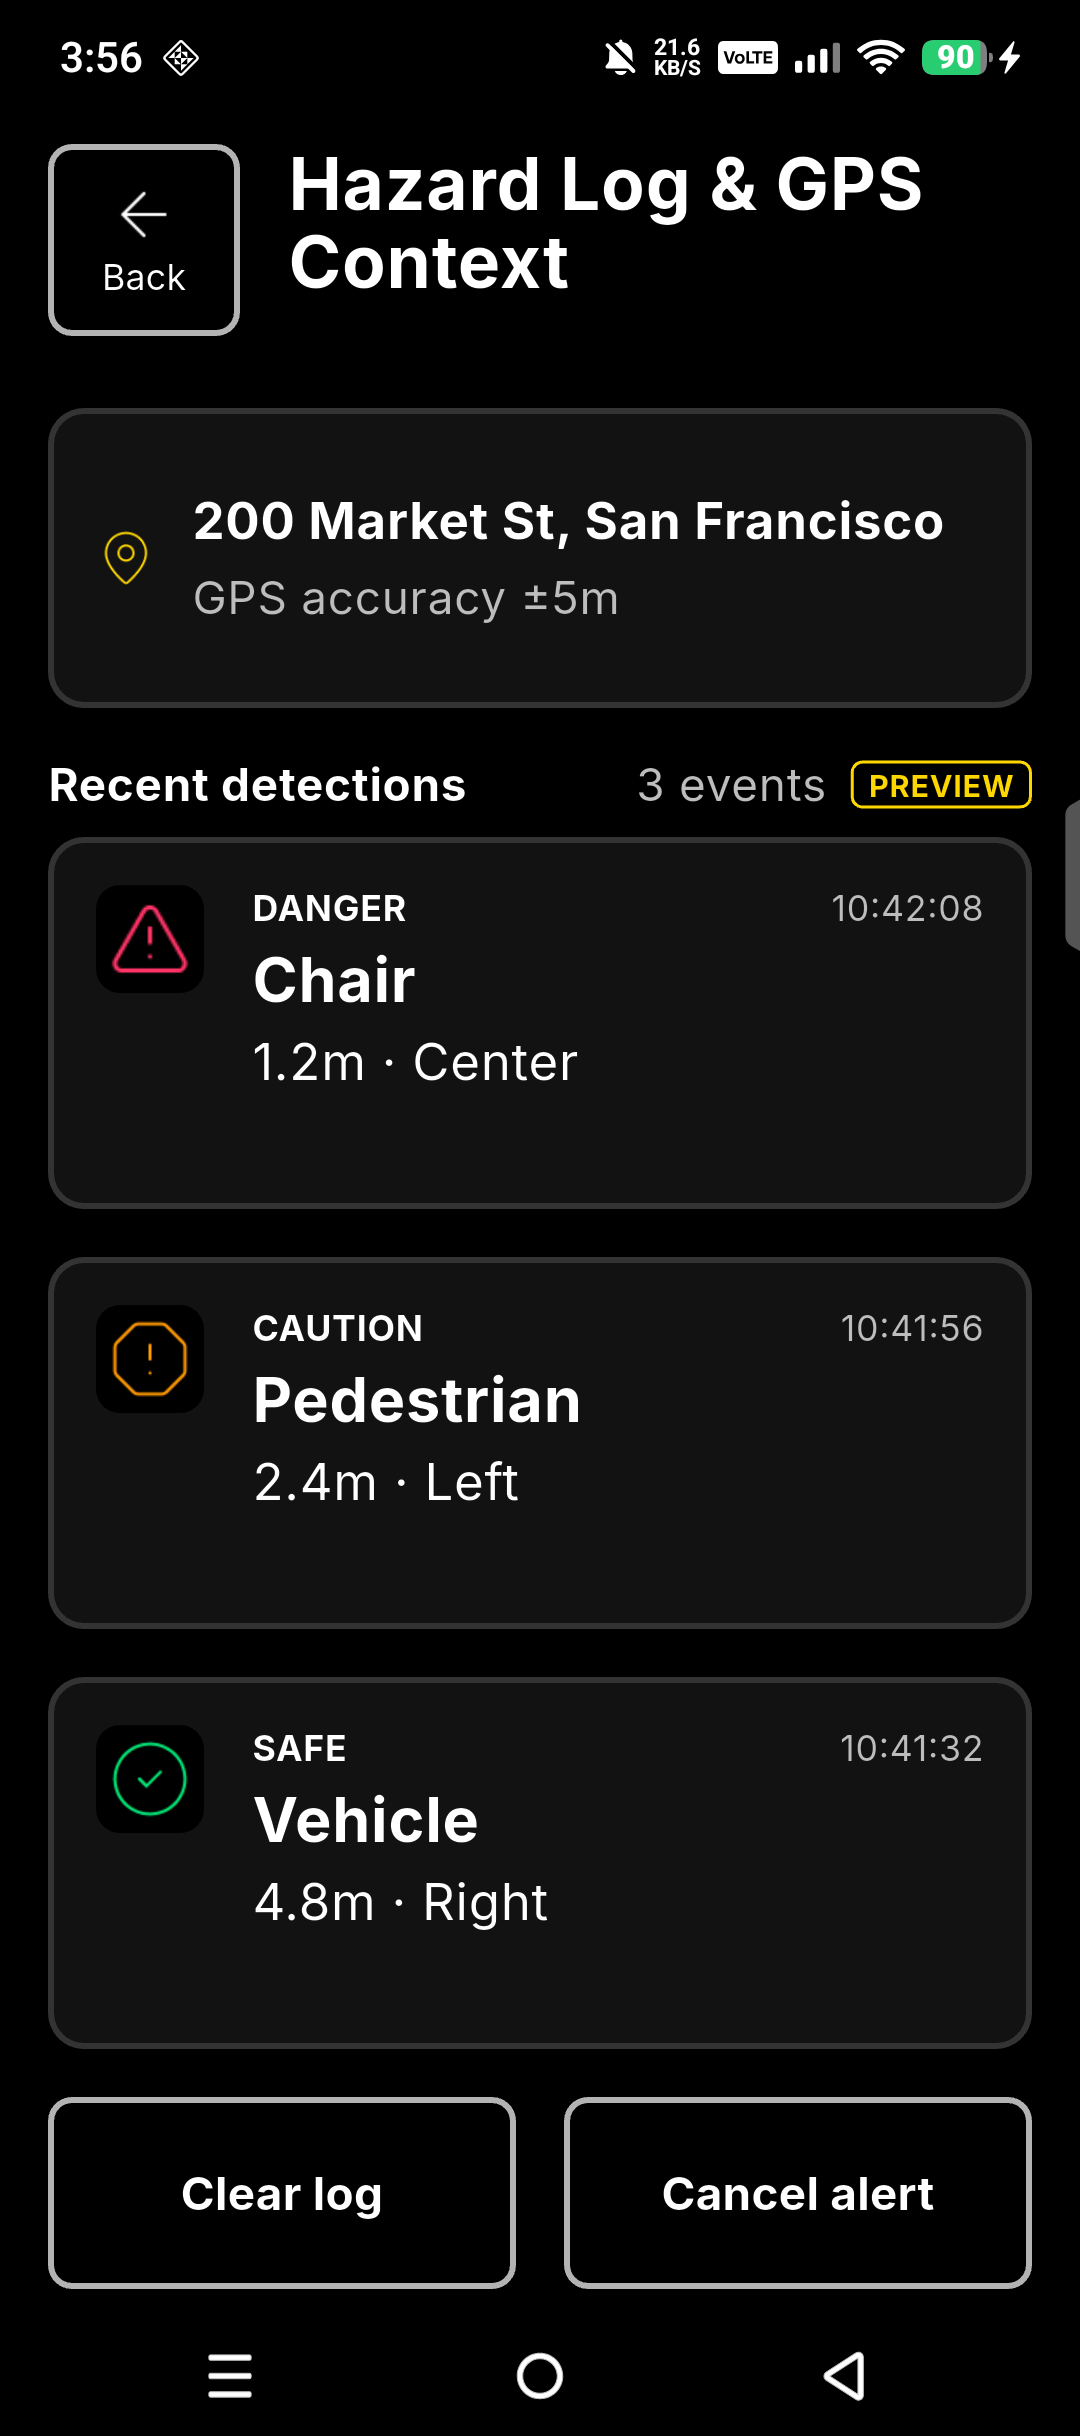 3:56
21.6
KB/S
VoLTE
90
Back
Hazard Log & GPS
Context
200 Market St, San Francisco
GPS accuracy ±5m
Recent detections
3 events
PREVIEW
DANGER
10:42:08
Chair
1.2m · Center
CAUTION
10:41:56
Pedestrian
2.4m · Left
SAFE
10:41:32
Vehicle
4.8m · Right
Clear log
Cancel alert